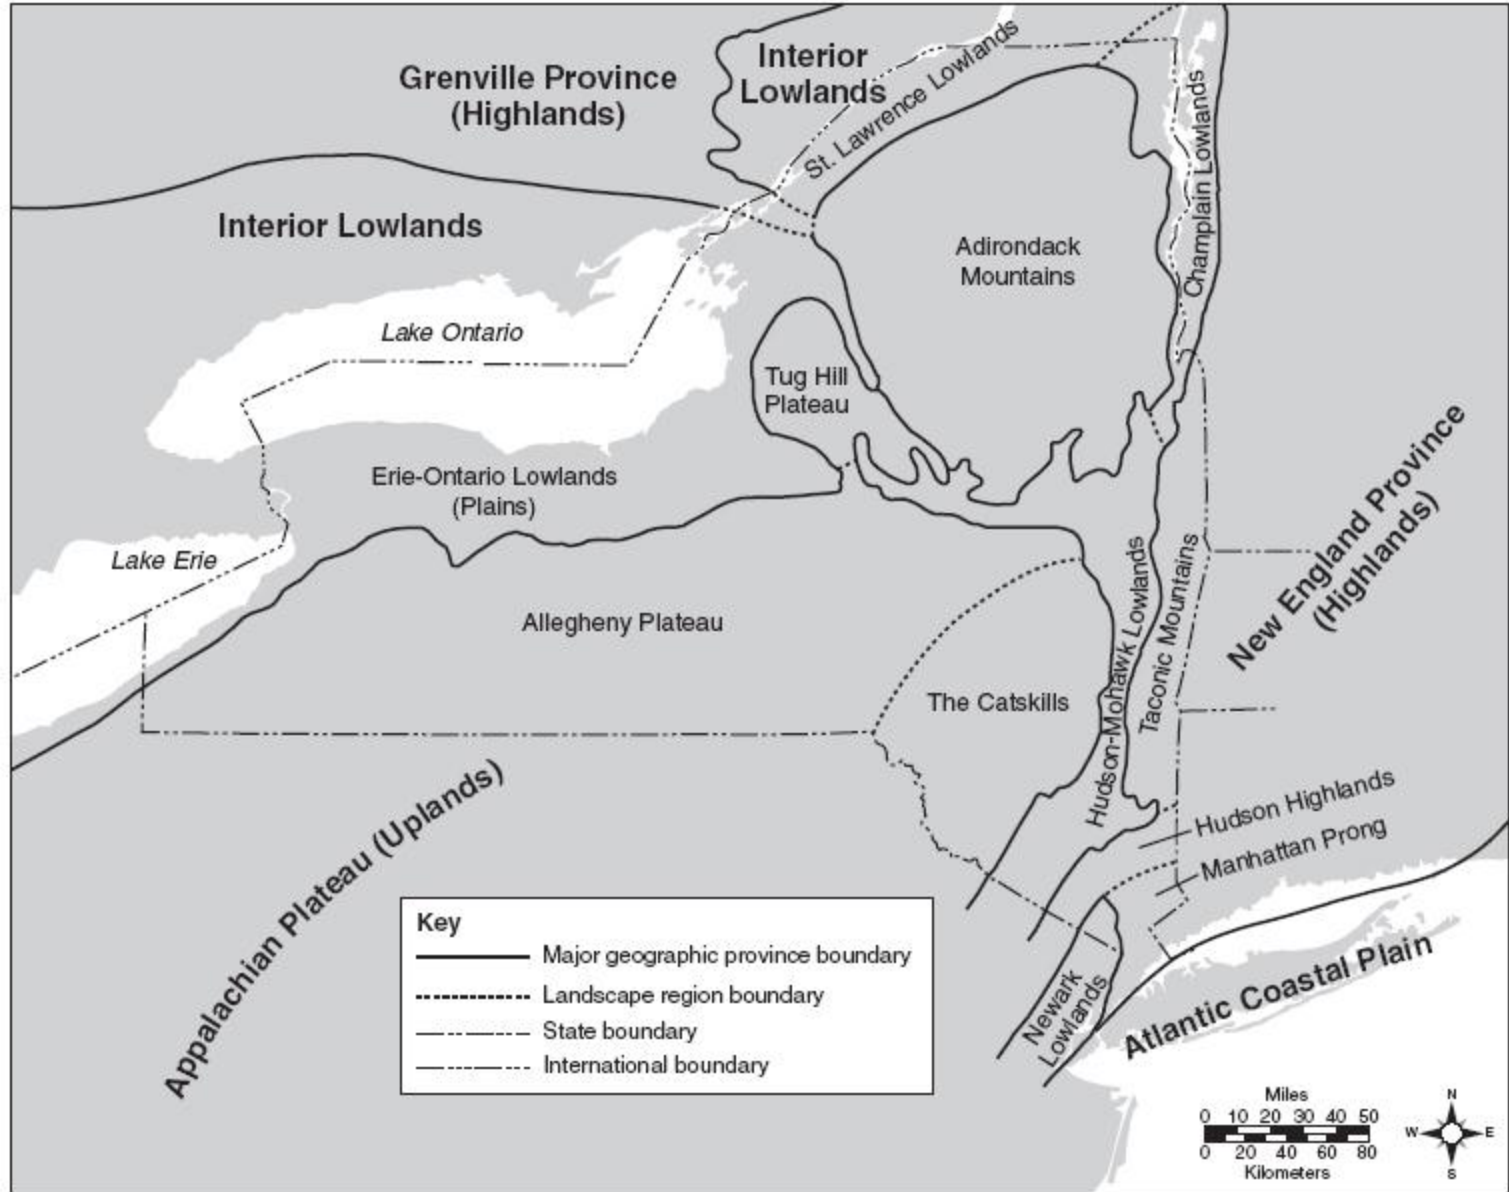 Grenville Province
(Highlands)
Interior
Lowlands
St. Lawrence Lowlands
Champlain Lowlands
Interior Lowlands
Adirondack
Mountains
Lake Ontario
Tug Hill
Plateau
Erie-Ontario Lowlands
(Plains)
Lake Erie
New England Province
(Highlands)
Allegheny Plateau
The Catskills
Hudson-Mohawk Lowlands
Taconic Mountains
Hudson Highlands
Manhattan Prong
Appalachian Plateau (Uplands)
Newark
Lowlands
Atlantic Coastal Plain
Key
Major geographic province boundary
Landscape region boundary
State boundary
International boundary
Miles
0 10 20 30 40 50
0 20 40 60 80
Kilometers
N
W E
S